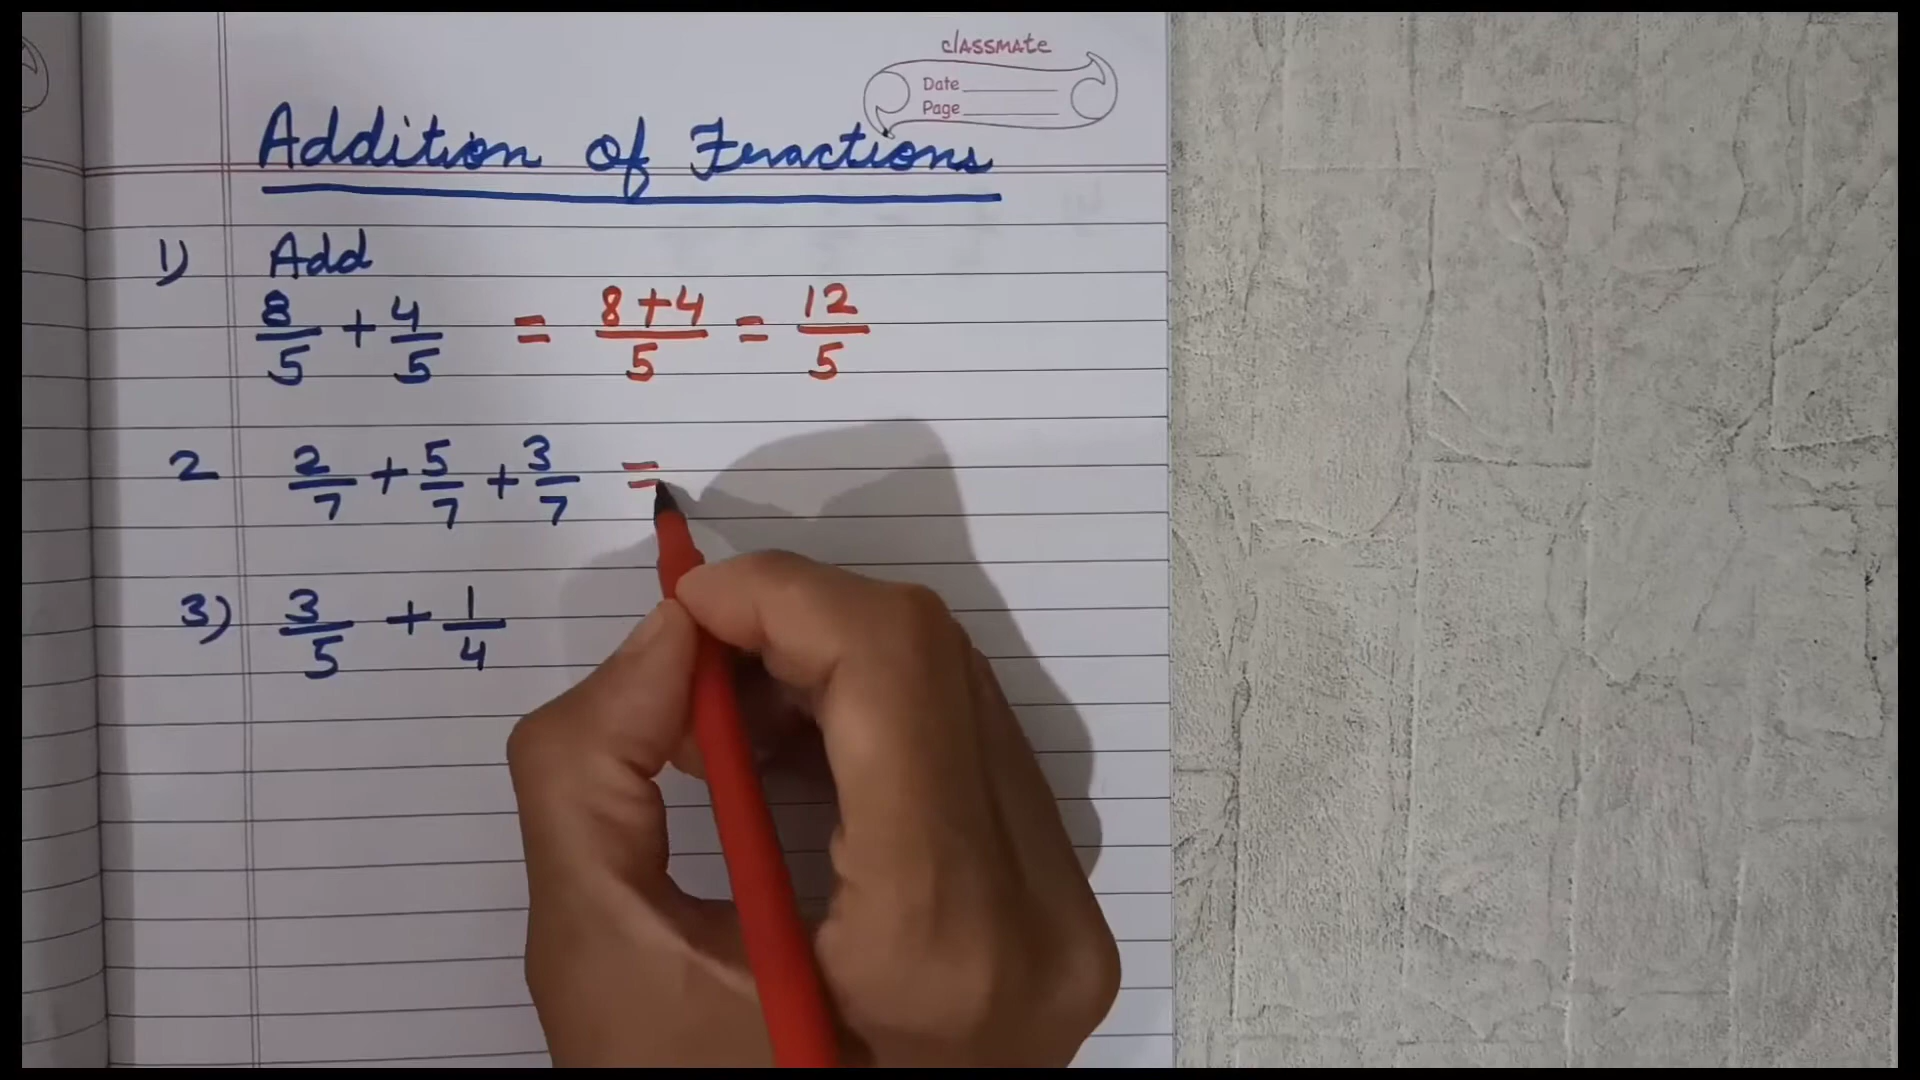 classmate
Date
Page
Addition of Fractions
1) Add
8/5 + 4/5 = 8+4/5 = 12/5
2 2/7 + 5/7 + 3/7 =
3) 3/5 + 1/4